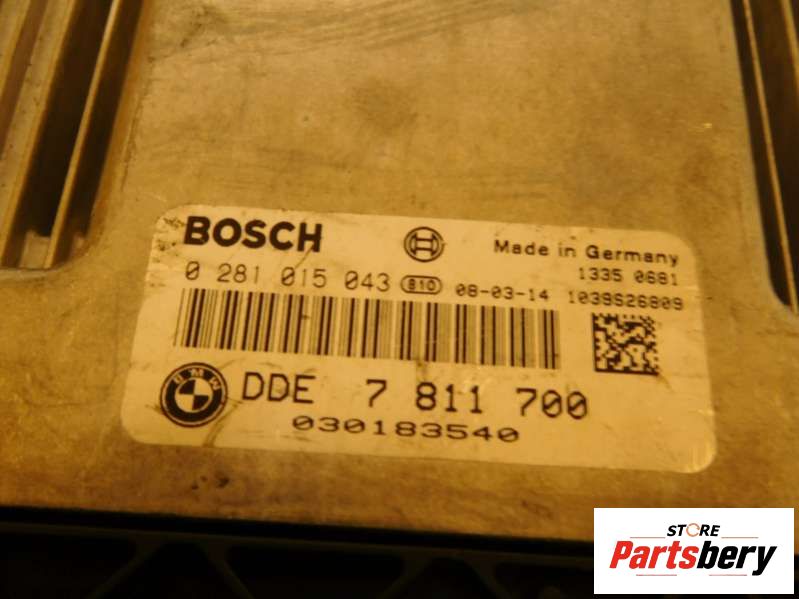 BOSCH
Made in Germany
1335 0681
0 281 015 043 810 08-03-14 1039S26809
BMW
DDE 7 811 700
030183540
STORE
Partsbery